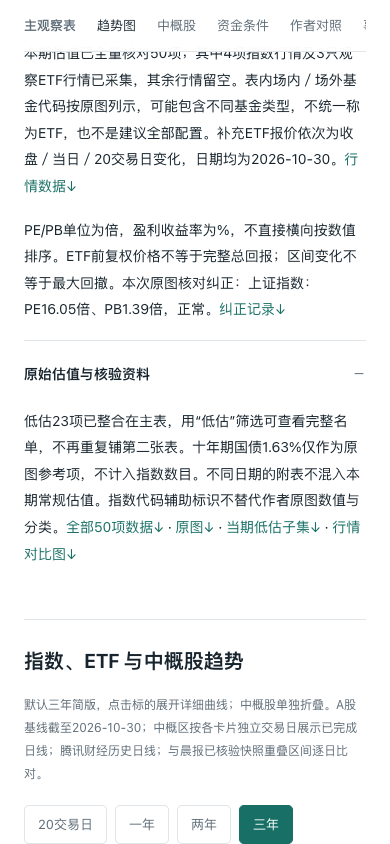 主观察表 趋势图 中概股 资金条件 作者对照
本期估值已全量核对50项，其中4项指数行情及3只观
察ETF行情已采集，其余行情留空。表内场内 / 场外基
金代码按原图列示，可能包含不同基金类型，不统一称
为ETF，也不是建议全部配置。补充ETF报价依次为收
盘 / 当日 / 20交易日变化，日期均为2026-10-30。行
情数据↓
PE/PB单位为倍，盈利收益率为%，不直接横向按数值
排序。ETF前复权价格不等于完整总回报；区间变化不
等于最大回撤。本次原图核对纠正：上证指数：
PE16.05倍、PB1.39倍，正常。纠正记录↓
原始估值与核验资料 −
低估23项已整合在主表，用“低估”筛选可查看完整名
单，不再重复铺第二张表。十年期国债1.63%仅作为原
图参考项，不计入指数数目。不同日期的附表不混入本
期常规估值。指数代码辅助标识不替代作者原图数值与
分类。全部50项数据↓ · 原图↓ · 当期低估子集↓ · 行情
对比图↓
指数、ETF 与中概股趋势
默认三年简版，点击标的展开详细曲线；中概股单独折叠。A股
基线截至2026-10-30；中概区按各卡片独立交易日展示已完成
日线；腾讯财经历史日线；与晨报已核验快照重叠区间逐日比
对。
20交易日 一年 两年 三年